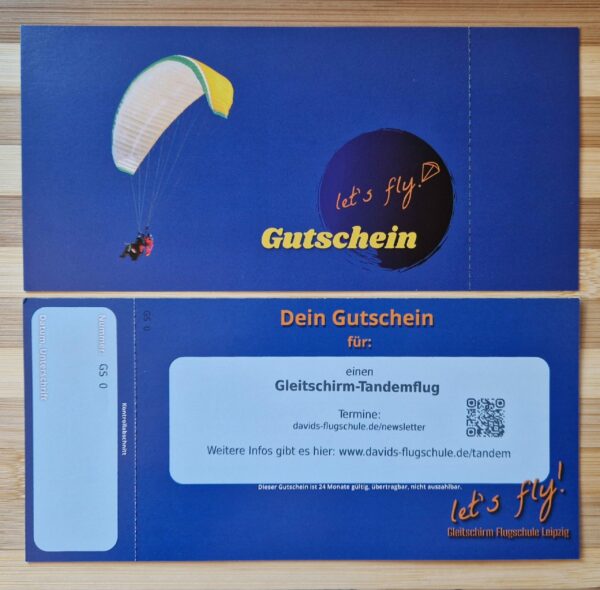 let's fly!
Gutschein
Dein Gutschein
für:
einen
Gleitschirm-Tandemflug
Termine:
davids-flugschule.de/newsletter
Weitere Infos gibt es hier: www.davids-flugschule.de/tandem
Dieser Gutschein ist 24 Monate gültig, übertragbar, nicht auszahlbar.
let's fly!
Gleitschirm Flugschule Leipzig
GS 0
Kontrollabschnitt
Nummer: GS 0
Datum, Unterschrift: